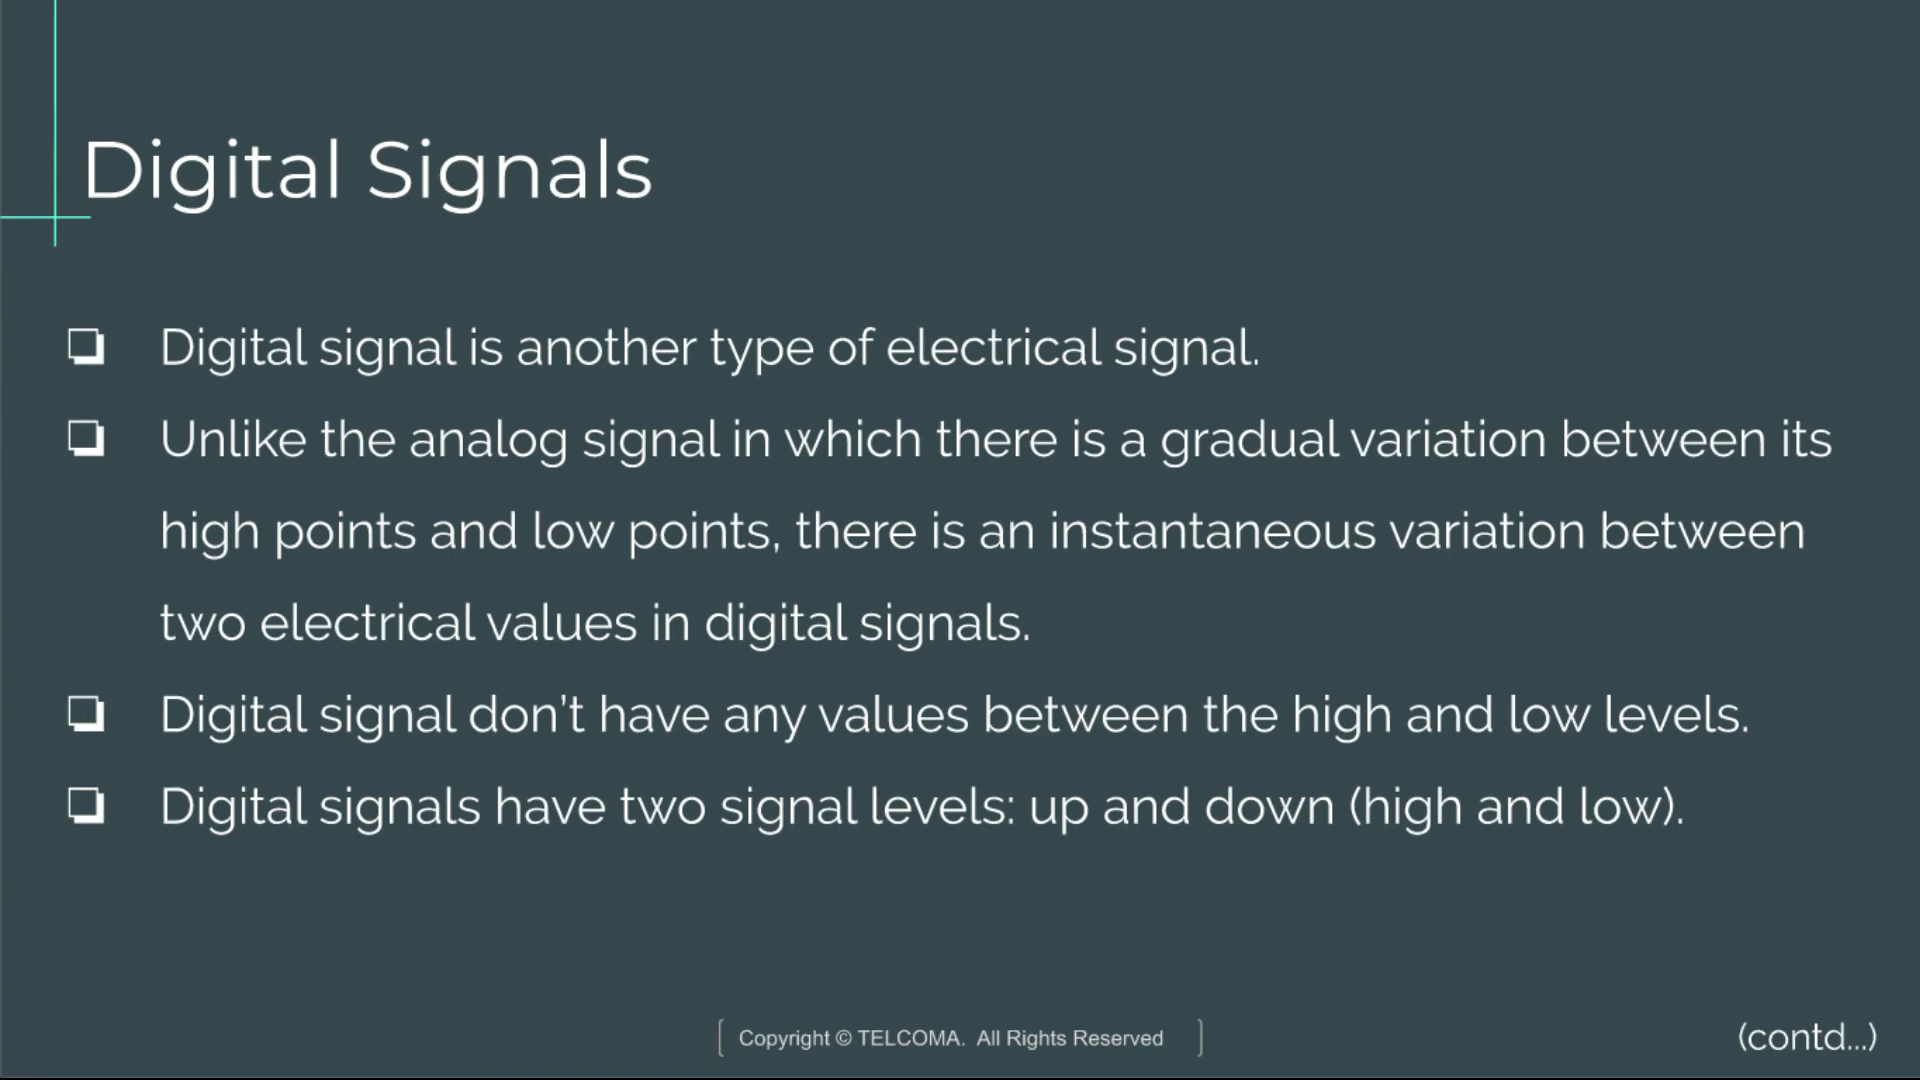 Digital Signals
Digital signal is another type of electrical signal.
Unlike the analog signal in which there is a gradual variation between its
high points and low points, there is an instantaneous variation between
two electrical values in digital signals.
Digital signal don't have any values between the high and low levels.
Digital signals have two signal levels: up and down (high and low).
Copyright © TELCOMA. All Rights Reserved
(contd...)